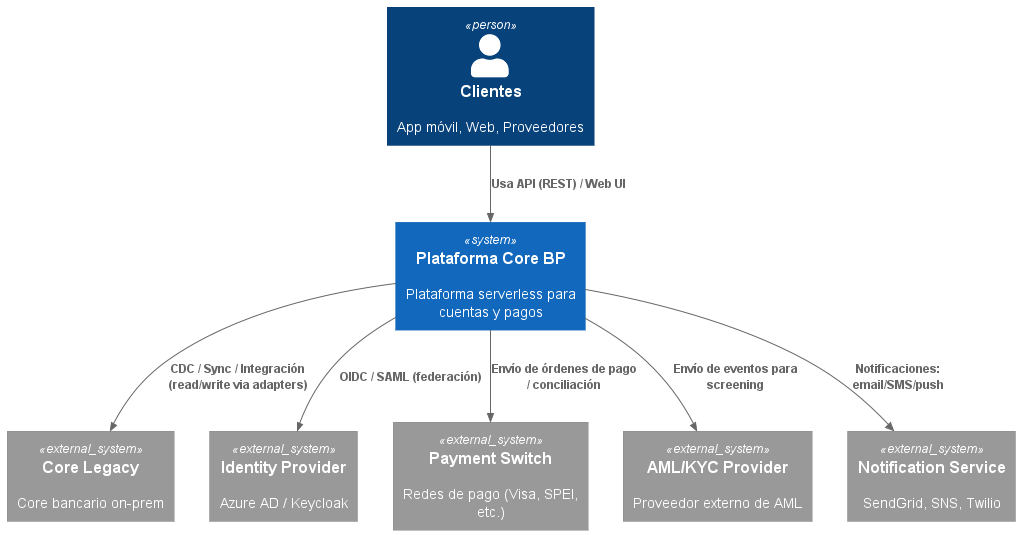 «person»
Clientes
App móvil, Web, Proveedores
Usa API (REST) / Web UI
«system»
Plataforma Core BP
Plataforma serverless para
cuentas y pagos
CDC / Sync / Integración
(read/write via adapters)
OIDC / SAML (federación)
Envío de órdenes de pago
/ conciliación
Envío de eventos para
screening
Notificaciones:
email/SMS/push
«external_system»
Core Legacy
Core bancario on-prem
«external_system»
Identity Provider
Azure AD / Keycloak
«external_system»
Payment Switch
Redes de pago (Visa, SPEI,
etc.)
«external_system»
AML/KYC Provider
Proveedor externo de AML
«external_system»
Notification Service
SendGrid, SNS, Twilio